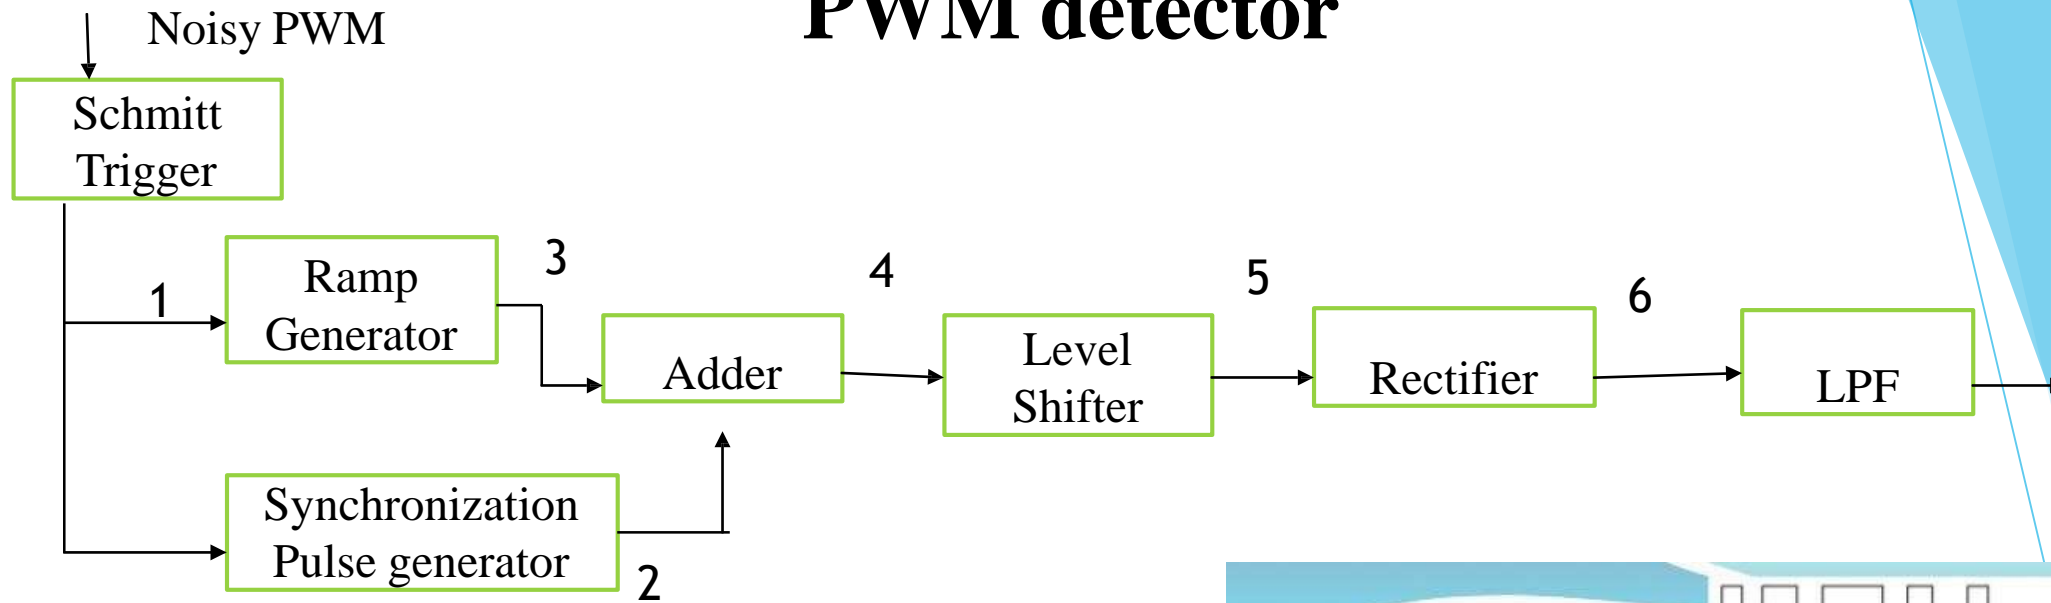 PWM detector
Noisy PWM
Schmitt
Trigger
1
Ramp
Generator
3
Adder
4
Level
Shifter
5
Rectifier
6
LPF
Synchronization
Pulse generator
2